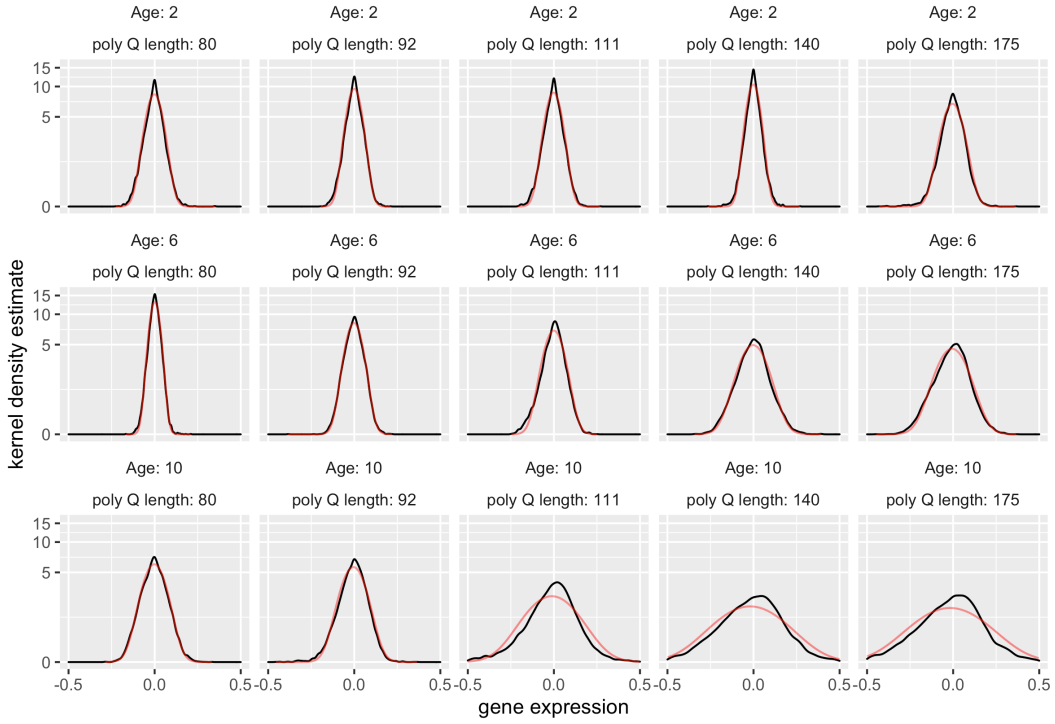 Age: 2 Age: 2 Age: 2 Age: 2 Age: 2
poly Q length: 80 poly Q length: 92 poly Q length: 111 poly Q length: 140 poly Q length: 175
15
10
5
0
Age: 6 Age: 6 Age: 6 Age: 6 Age: 6
poly Q length: 80 poly Q length: 92 poly Q length: 111 poly Q length: 140 poly Q length: 175
15
10
5
0
kernel density estimate
Age: 10 Age: 10 Age: 10 Age: 10 Age: 10
poly Q length: 80 poly Q length: 92 poly Q length: 111 poly Q length: 140 poly Q length: 175
15
10
5
0
-0.5 0.0 0.5 -0.5 0.0 0.5 -0.5 0.0 0.5 -0.5 0.0 0.5 -0.5 0.0 0.5
gene expression